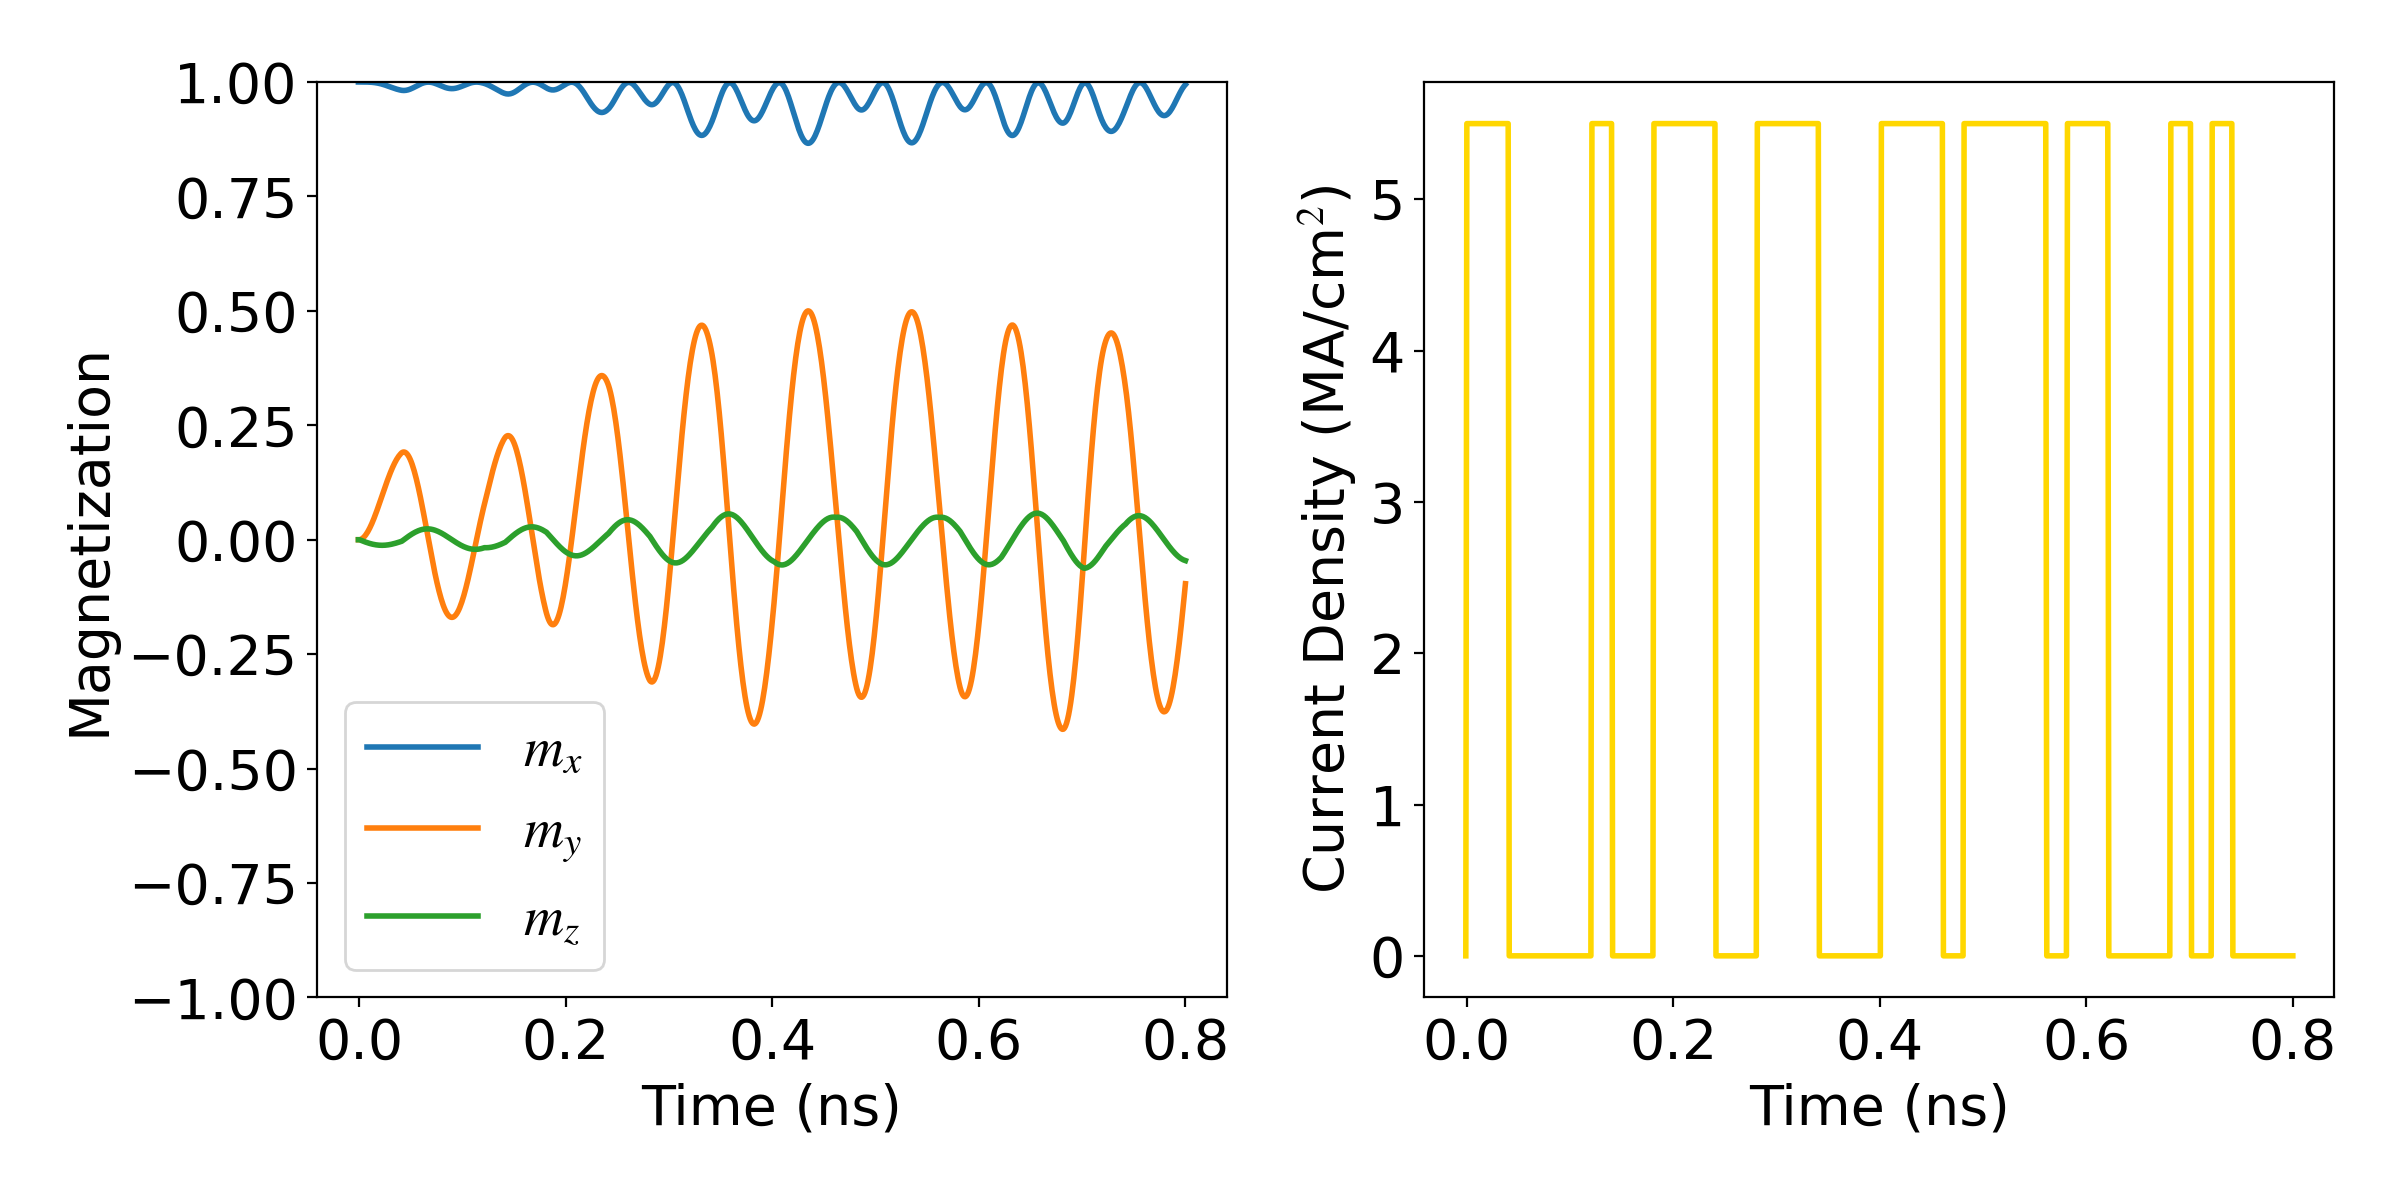 1.00
0.75
0.50
0.25
0.00
−0.25
−0.50
−0.75
−1.00
Magnetization
m_x
m_y
m_z
0.0 0.2 0.4 0.6 0.8
Time (ns)
5
4
3
2
1
0
Current Density (MA/cm²)
0.0 0.2 0.4 0.6 0.8
Time (ns)